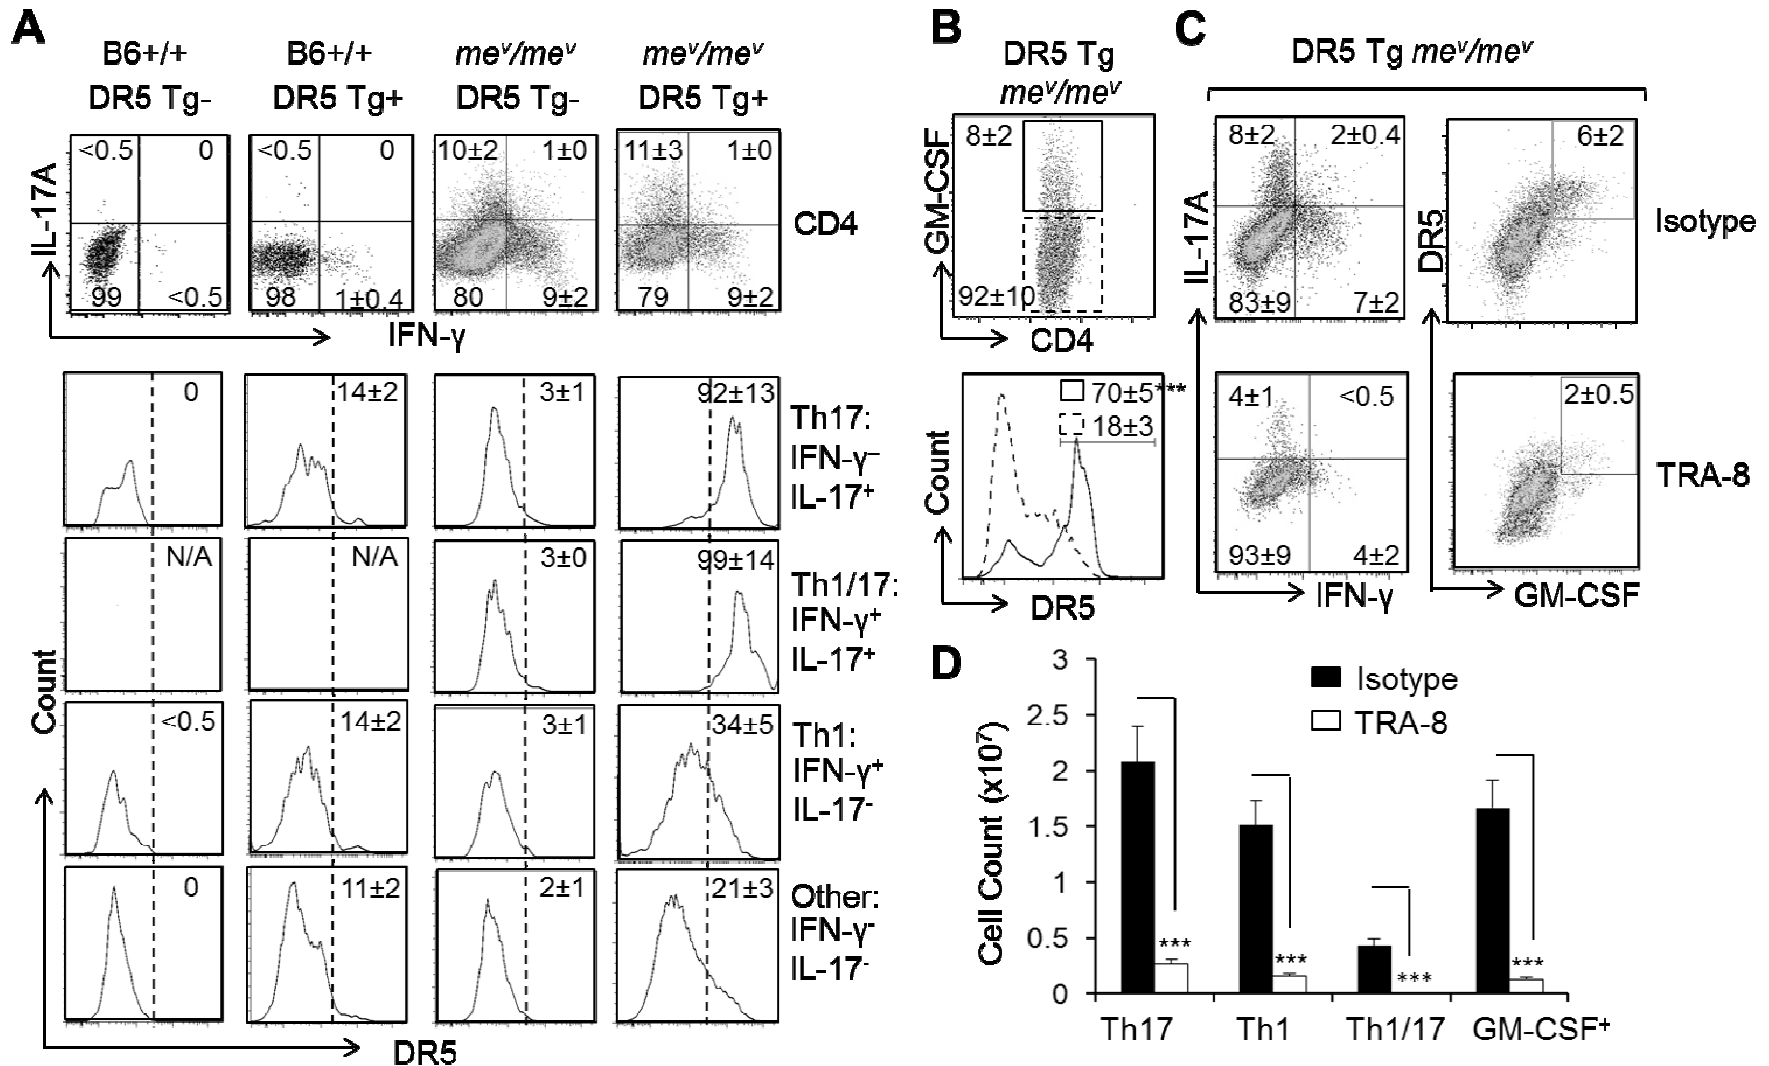 A
B6+/+
DR5 Tg-
B6+/+
DR5 Tg+
meᵛ/meᵛ
DR5 Tg-
meᵛ/meᵛ
DR5 Tg+
IL-17A
<0.5 0
99 <0.5
<0.5 0
98 1±0.4
10±2 1±0
80 9±2
11±3 1±0
79 9±2
CD4
IFN-γ
0
14±2
3±1
92±13
Th17:
IFN-γ⁻
IL-17⁺
N/A
N/A
3±0
99±14
Th1/17:
IFN-γ⁺
IL-17⁺
Count
<0.5
14±2
3±1
34±5
Th1:
IFN-γ⁺
IL-17⁻
0
11±2
2±1
21±3
Other:
IFN-γ⁻
IL-17⁻
DR5
B
DR5 Tg
meᵛ/meᵛ
GM-CSF
8±2
92±10
CD4
Count
70±5***
18±3
DR5
C
DR5 Tg meᵛ/meᵛ
IL-17A
8±2 2±0.4
83±9 7±2
DR5
6±2
Isotype
4±1 <0.5
93±9 4±2
2±0.5
TRA-8
IFN-γ
GM-CSF
D
Cell Count (x10⁷)
3
2.5
2
1.5
1
0.5
0
Isotype
TRA-8
***
***
***
***
Th17
Th1
Th1/17
GM-CSF⁺